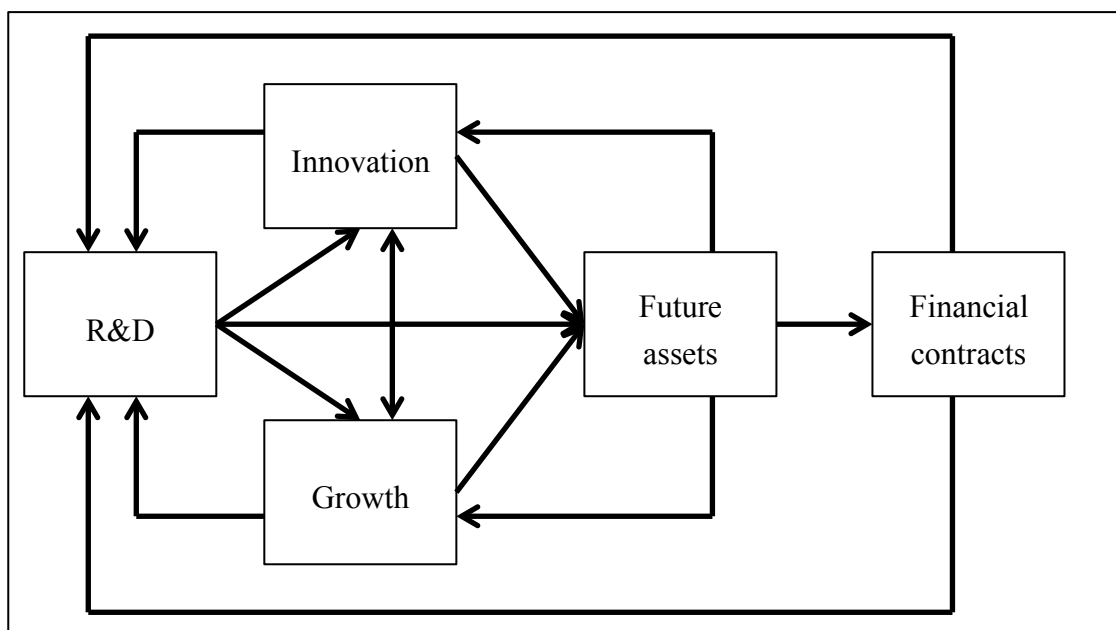 Innovation
R&D
Future
assets
Financial
contracts
Growth